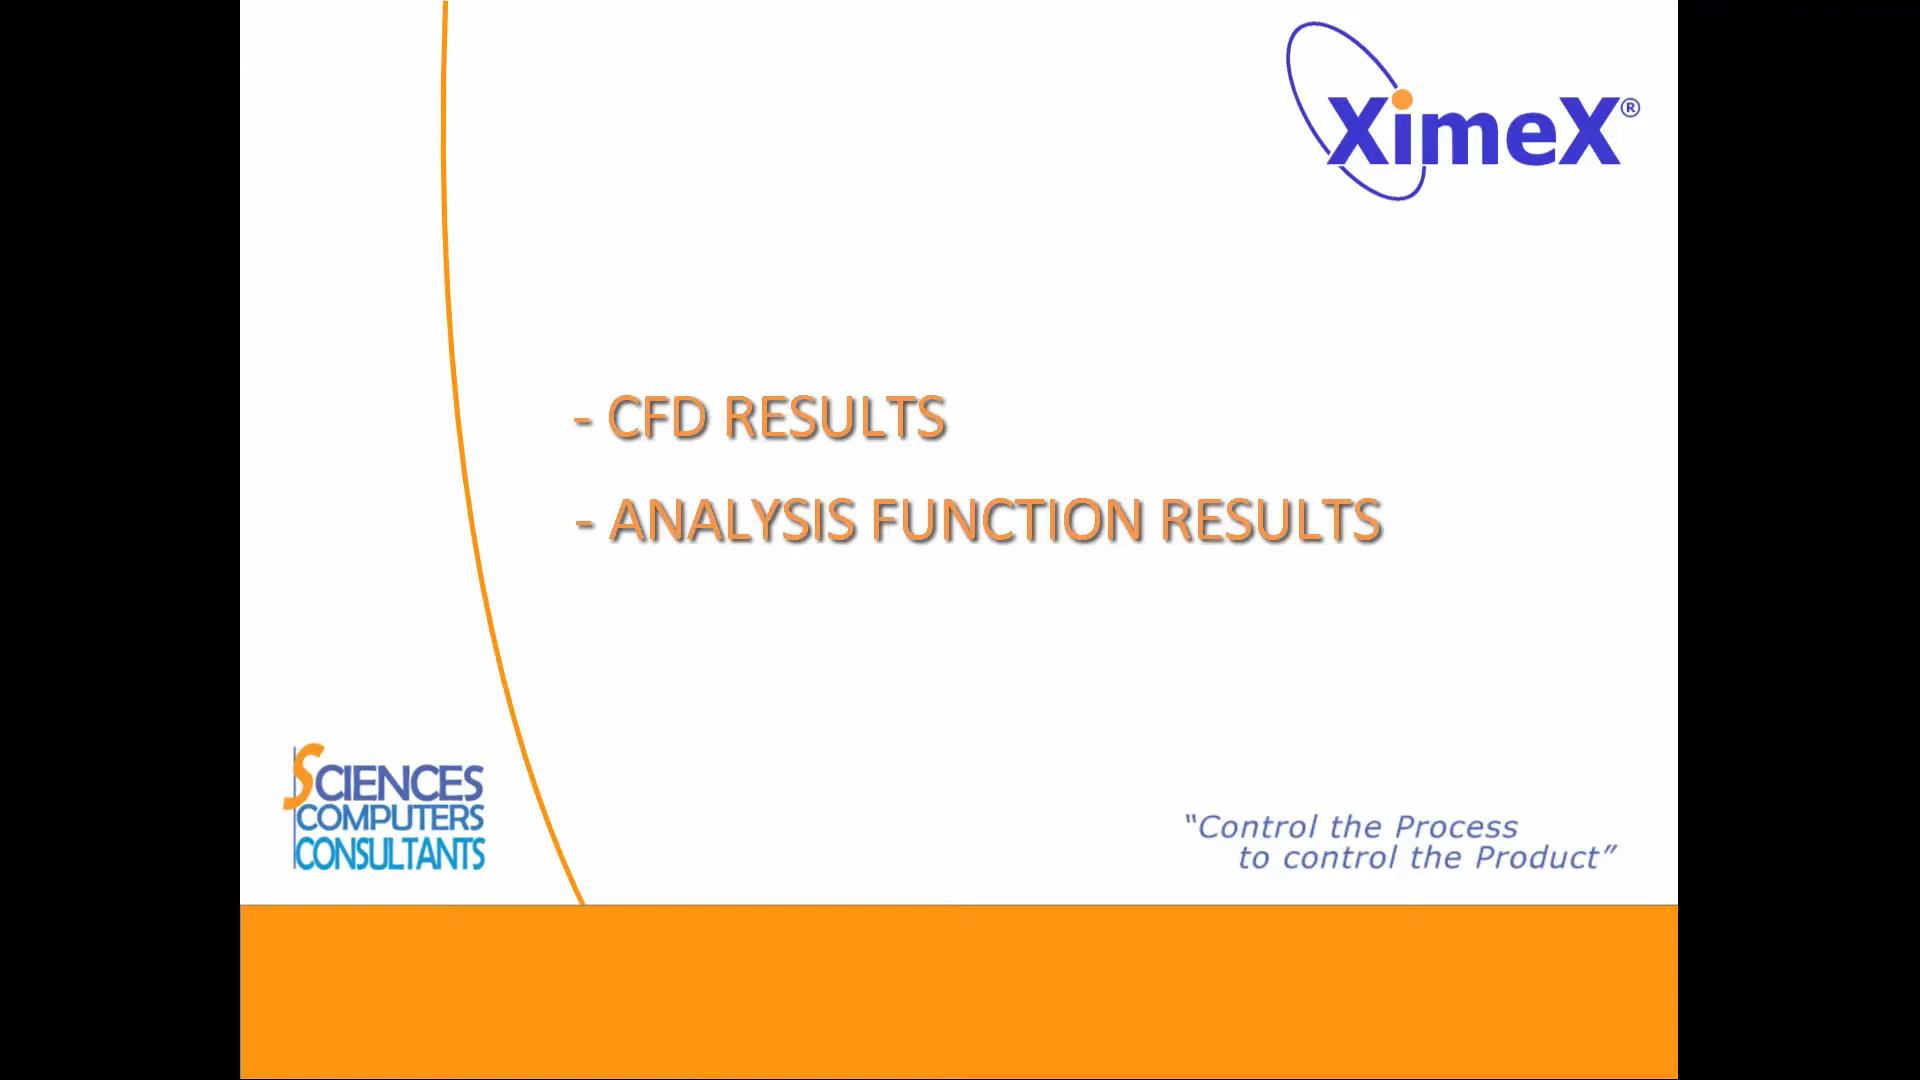 XimeX®
- CFD RESULTS
- ANALYSIS FUNCTION RESULTS
SCIENCES
COMPUTERS
CONSULTANTS
“Control the Process
to control the Product”